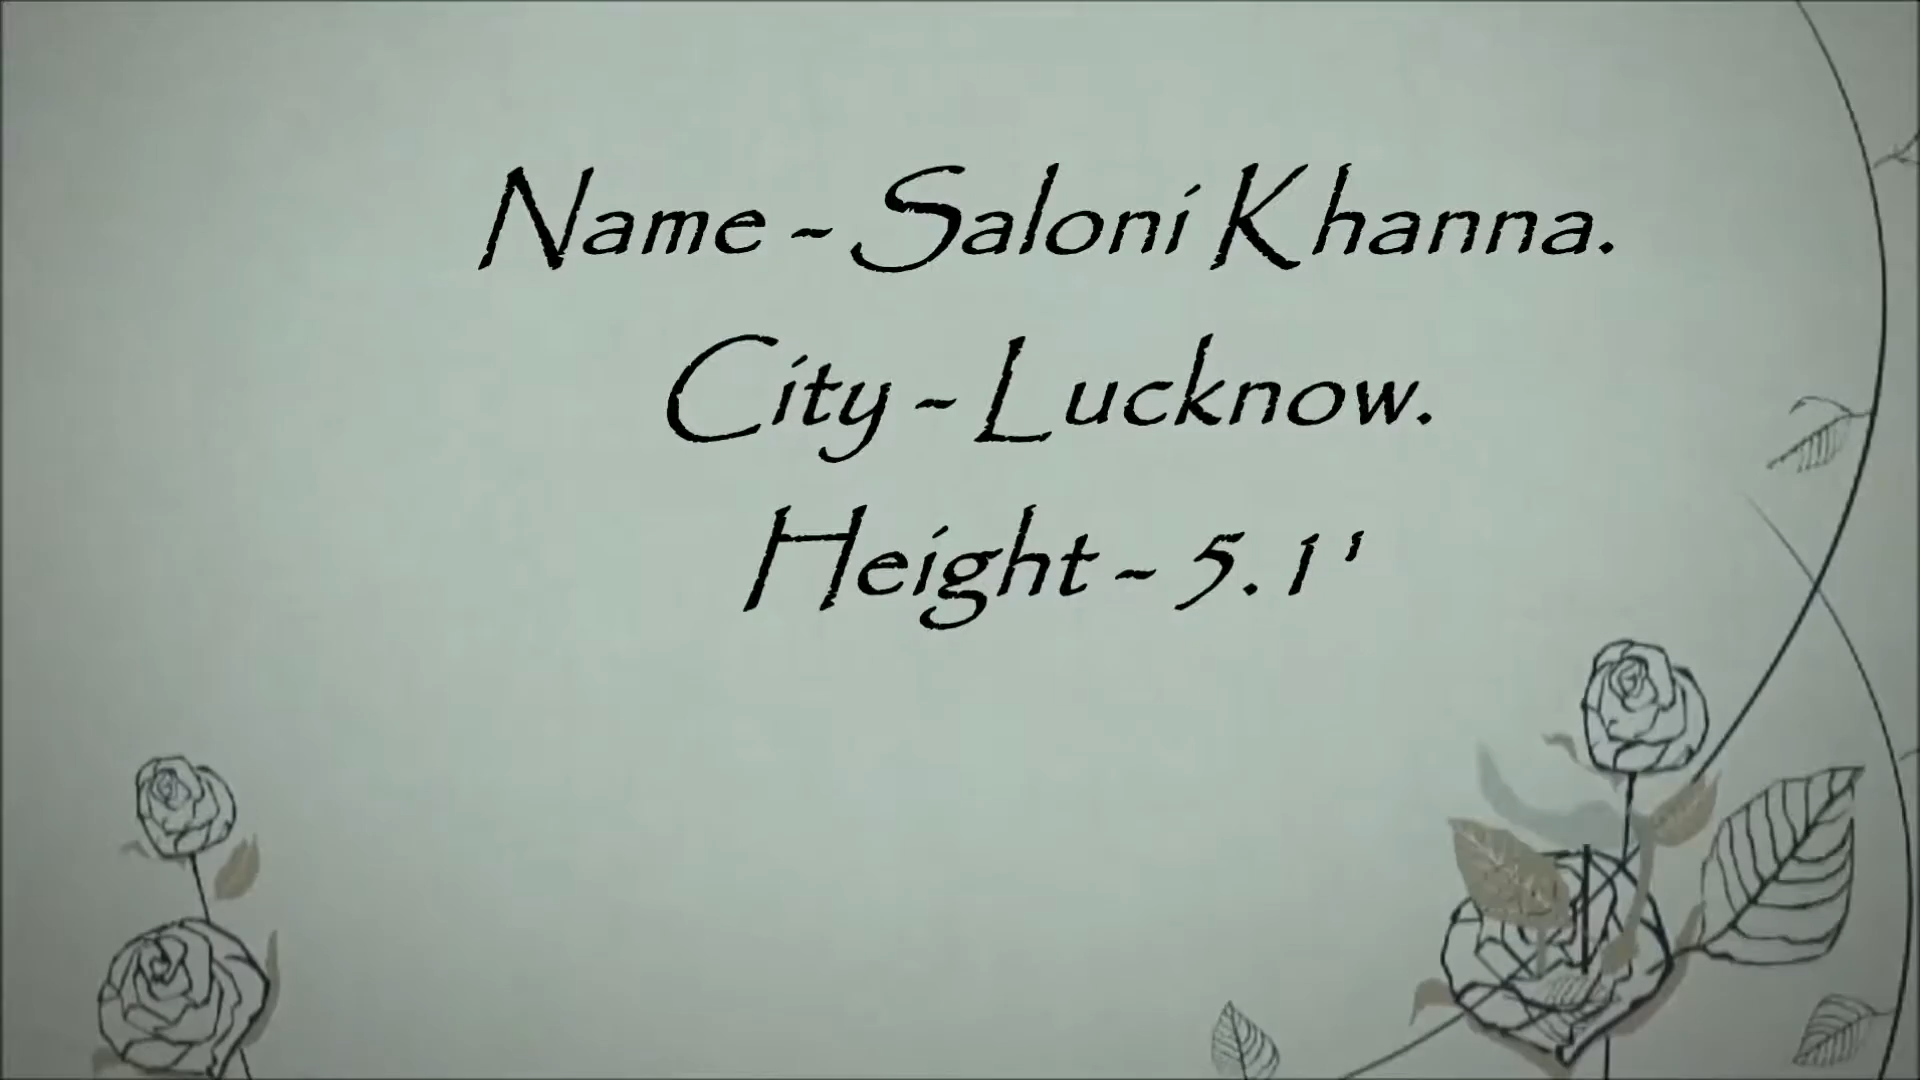 Name - Saloni Khanna.
City - Lucknow.
Height - 5.1'